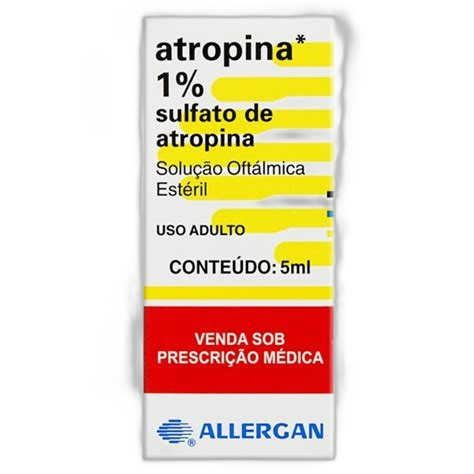 atropina*
1%
sulfato de
atropina
Solução Oftálmica
Estéril
USO ADULTO
CONTEÚDO: 5ml
VENDA SOB
PRESCRIÇÃO MÉDICA
® ALLERGAN